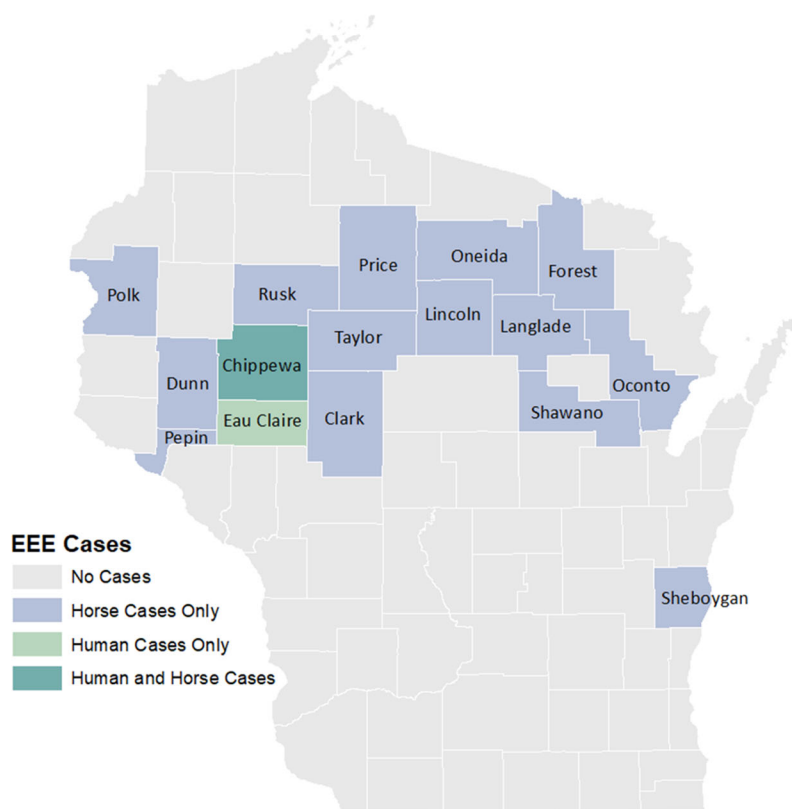 Price
Oneida
Forest
Polk
Rusk
Lincoln
Langlade
Taylor
Chippewa
Dunn
Oconto
Eau Claire
Clark
Shawano
Pepin
EEE Cases
No Cases
Horse Cases Only
Human Cases Only
Human and Horse Cases
Sheboygan